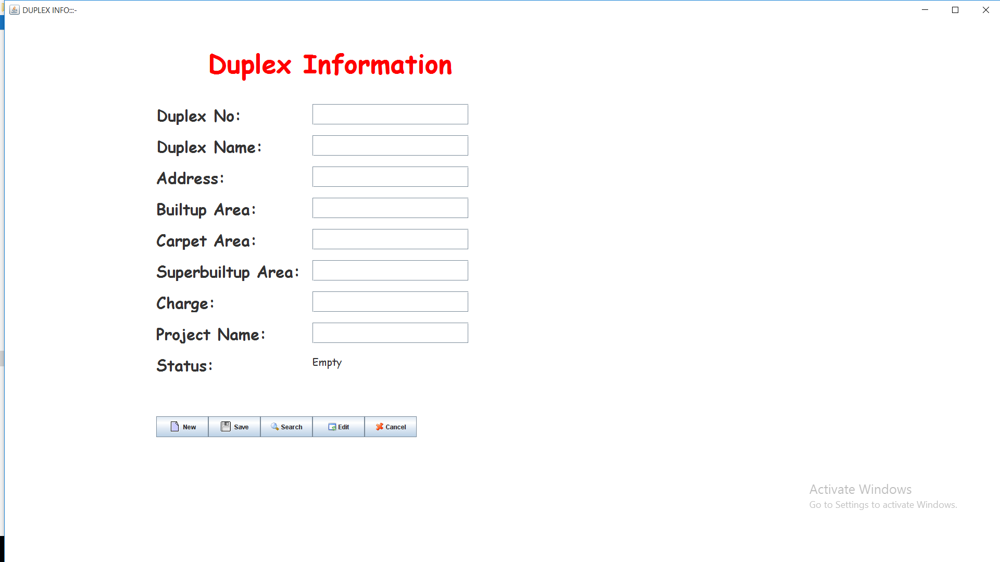 DUPLEX INFO:::-
Duplex Information
Duplex No:
Duplex Name:
Address:
Builtup Area:
Carpet Area:
Superbuiltup Area:
Charge:
Project Name:
Status: Empty
New Save Search Edit Cancel
Activate Windows
Go to Settings to activate Windows.